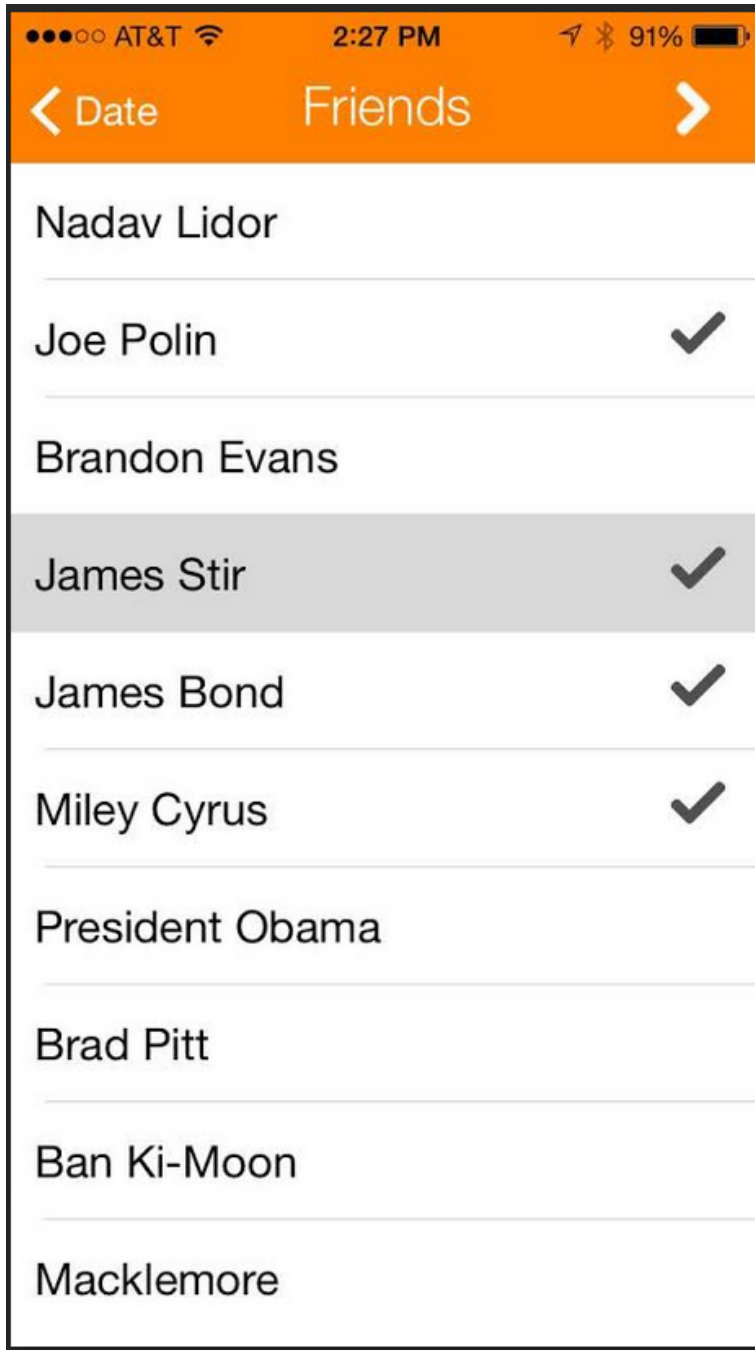 AT&T 2:27 PM 91%
Date Friends
Nadav Lidor
Joe Polin
Brandon Evans
James Stir
James Bond
Miley Cyrus
President Obama
Brad Pitt
Ban Ki-Moon
Macklemore